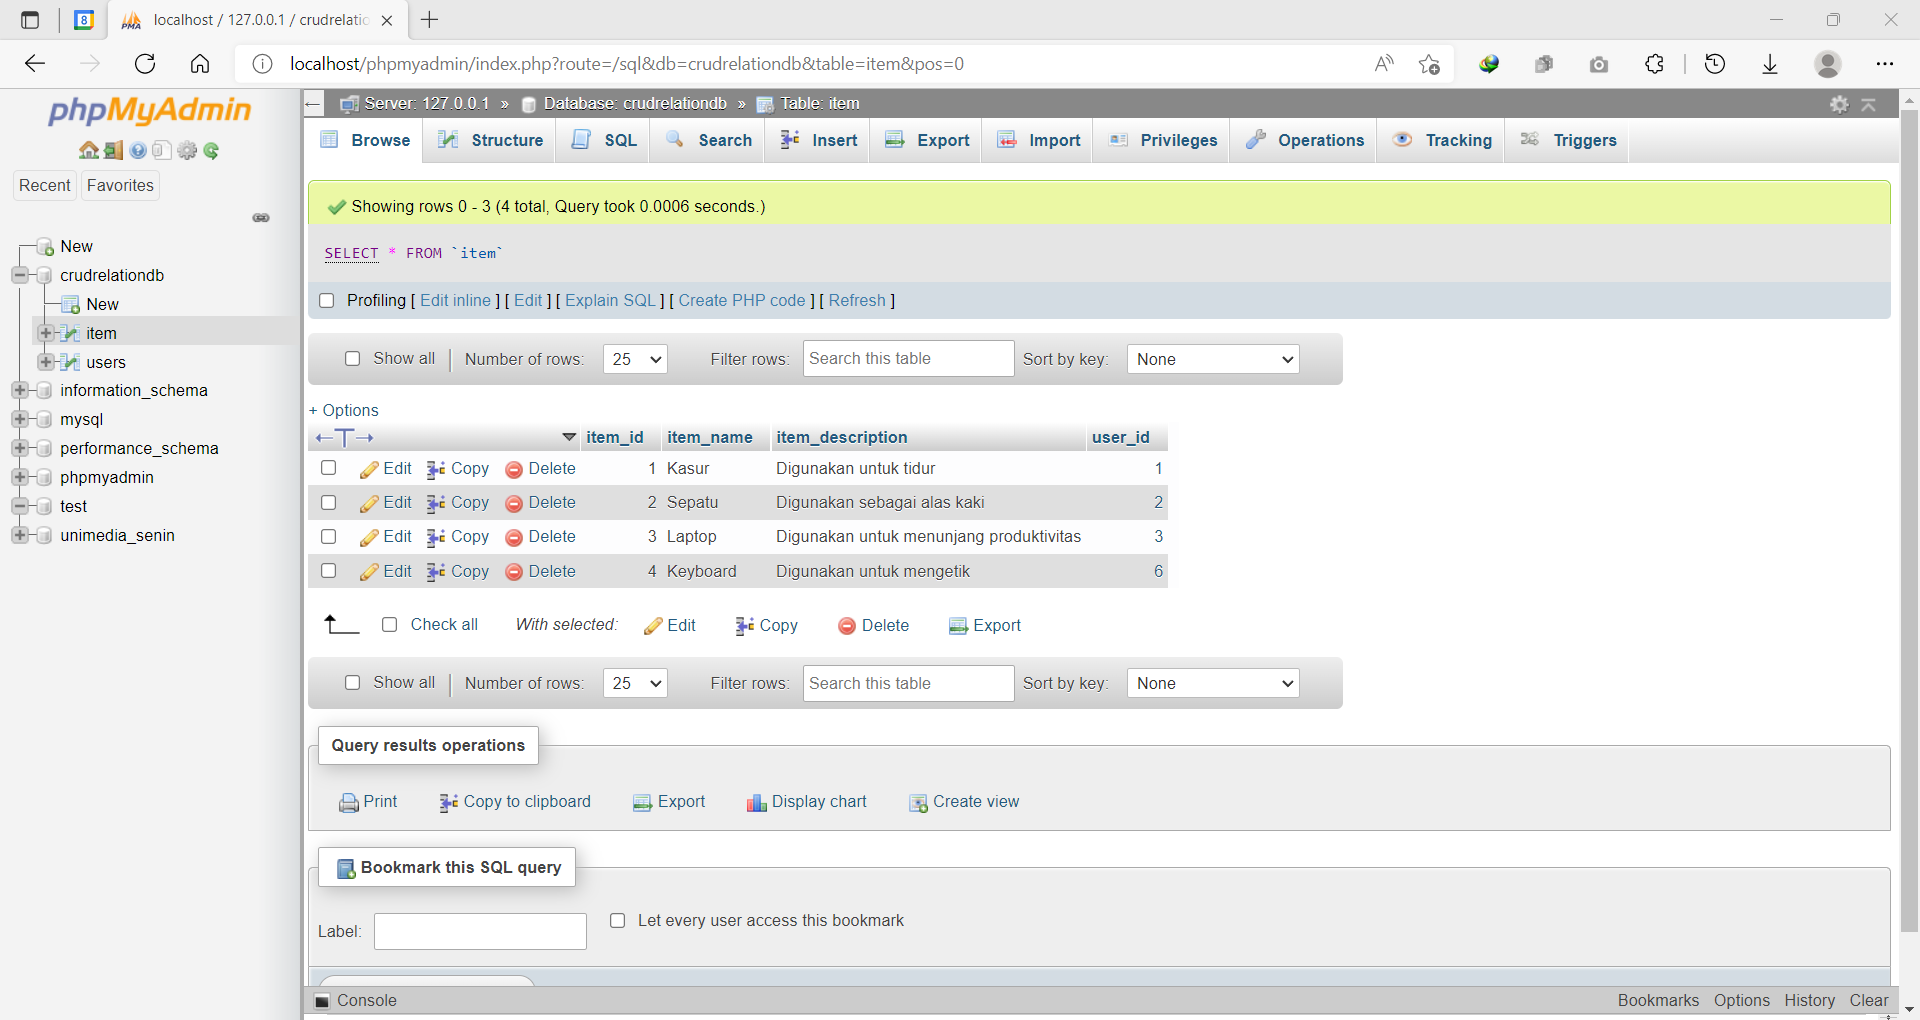 8
localhost / 127.0.0.1 / crudrelatio
localhost/phpmyadmin/index.php?route=/sql&db=crudrelationdb&table=item&pos=0
phpMyAdmin
Recent Favorites
New
crudrelationdb
New
item
users
information_schema
mysql
performance_schema
phpmyadmin
test
unimedia_senin
Server: 127.0.0.1 » Database: crudrelationdb » Table: item
Browse Structure SQL Search Insert Export Import Privileges Operations Tracking Triggers
Showing rows 0 - 3 (4 total, Query took 0.0006 seconds.)
SELECT * FROM `item`
Profiling [ Edit inline ] [ Edit ] [ Explain SQL ] [ Create PHP code ] [ Refresh ]
Show all Number of rows: 25 Filter rows: Search this table Sort by key: None
+ Options
item_id item_name item_description user_id
Edit Copy Delete 1 Kasur Digunakan untuk tidur 1
Edit Copy Delete 2 Sepatu Digunakan sebagai alas kaki 2
Edit Copy Delete 3 Laptop Digunakan untuk menunjang produktivitas 3
Edit Copy Delete 4 Keyboard Digunakan untuk mengetik 6
Check all With selected: Edit Copy Delete Export
Show all Number of rows: 25 Filter rows: Search this table Sort by key: None
Query results operations
Print Copy to clipboard Export Display chart Create view
Bookmark this SQL query
Label: Let every user access this bookmark
Console Bookmarks Options History Clear